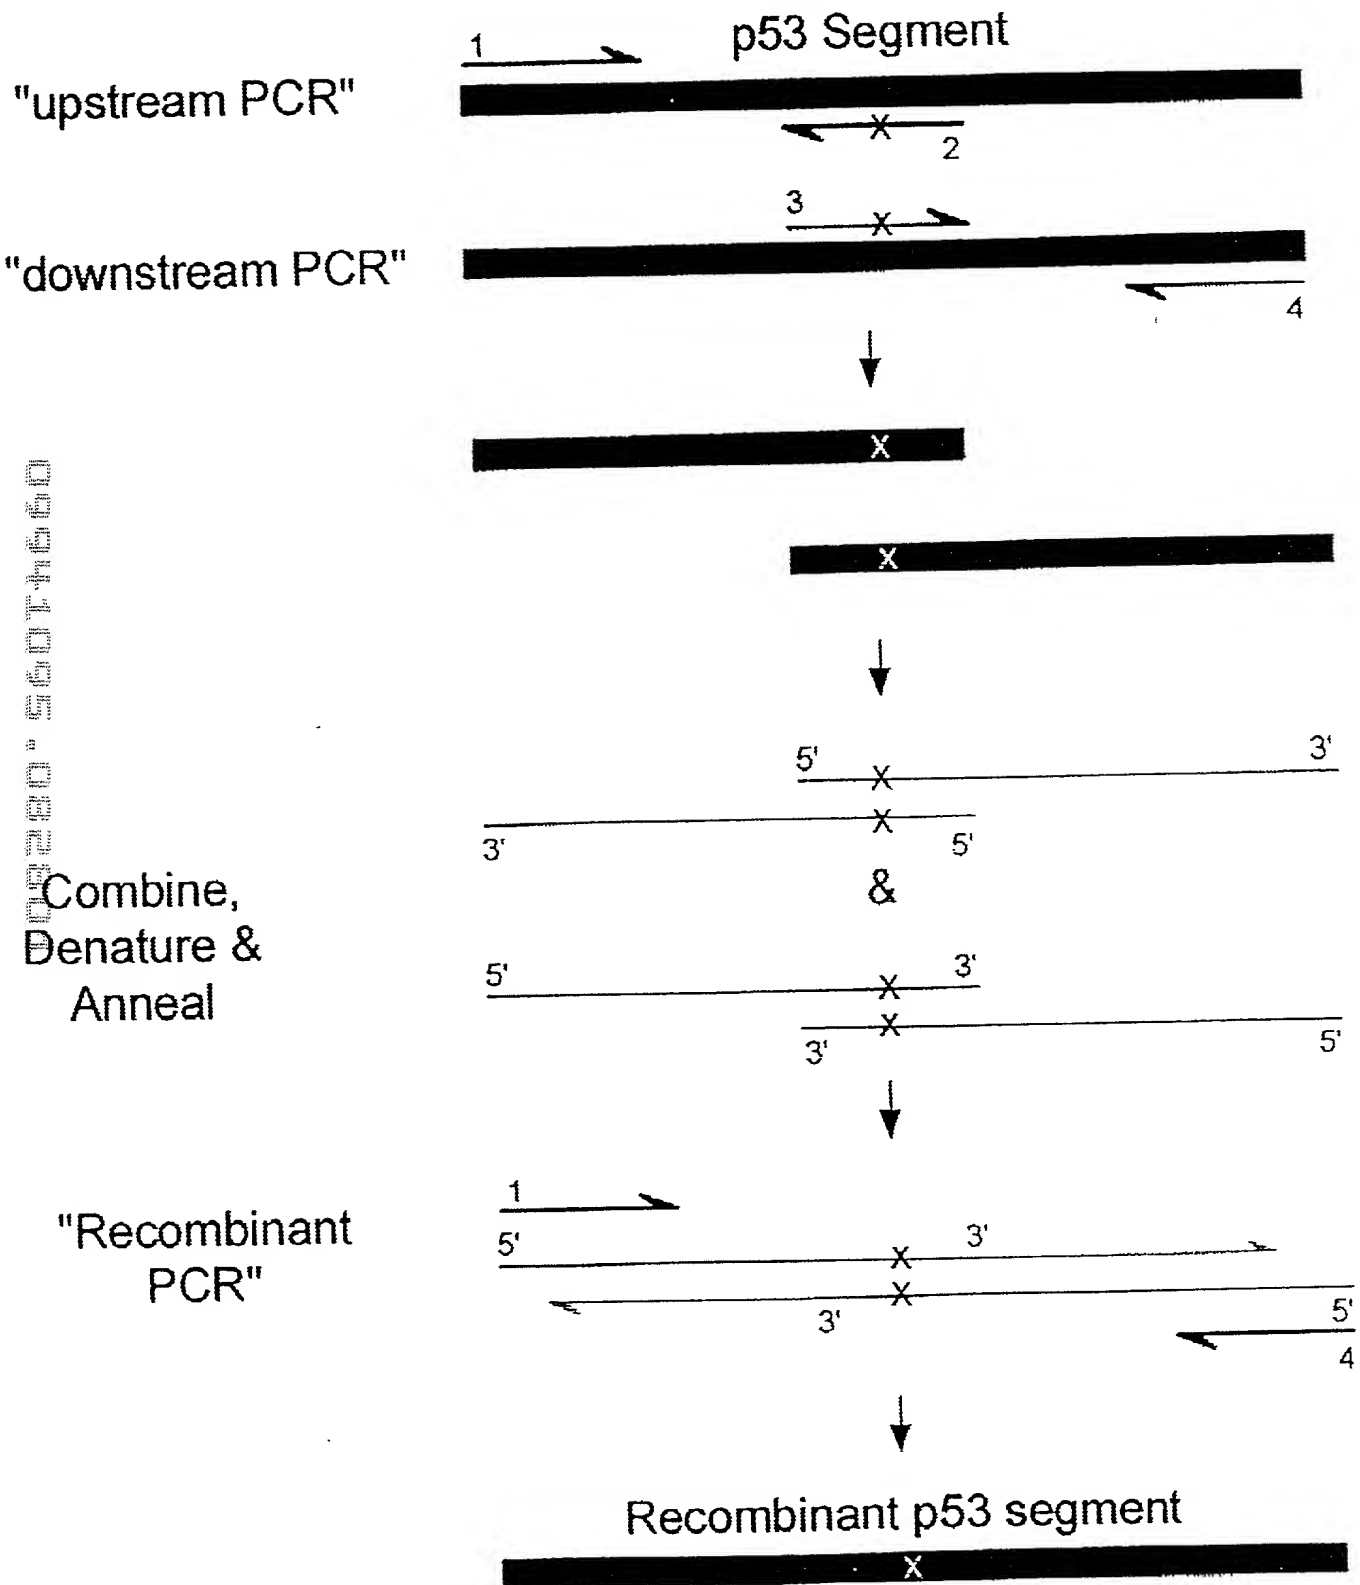 1
p53 Segment
"upstream PCR"
X
2
3
X
"downstream PCR"
4
X
X
5'
3'
X
X
3'
5'
&
Combine,
Denature &
Anneal
5'
3'
X
X
3'
5'
1
"Recombinant
PCR"
5'
3'
X
X
3'
5'
4
Recombinant p53 segment
X